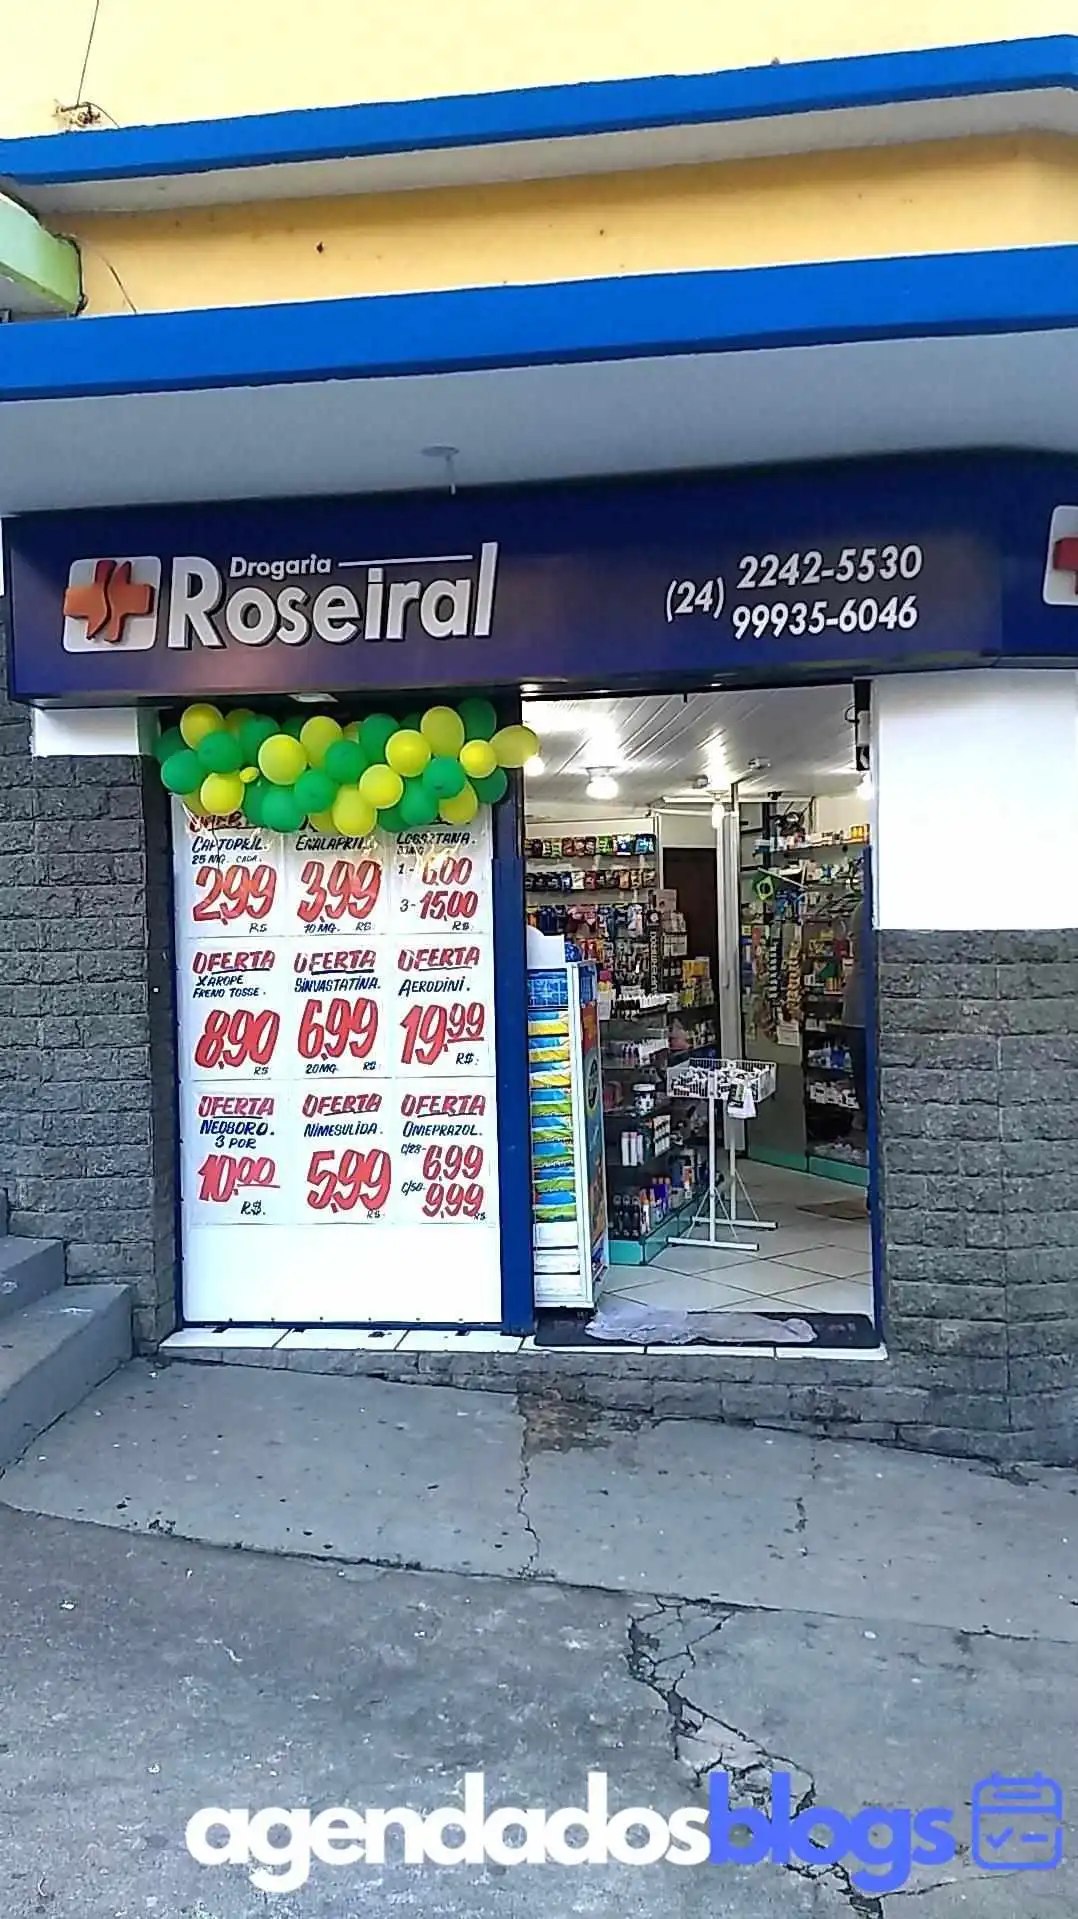 Drogaria
Roseiral
(24) 2242-5530
99935-6046
CAPTOPRIL.
25 MG. CADA.
2,99
R$
ENALAPRIL
3,99
10 MG. R$
LOSARTANA.
1- 6,00
3- 15,00
R$
OFERTA
XAROPE
FRENO TOSSE.
8,90
R$
OFERTA
SINVASTATINA.
6,99
20MG. R$
OFERTA
AERODINI.
19,99
R$:
OFERTA
NEOBORO.
3 POR
10,00
R$.
OFERTA
NIMESULIDA.
5,99
R$
OFERTA
OMEPRAZOL.
C/28- 6,99
C/56- 9,99
R$
agendadosblogs